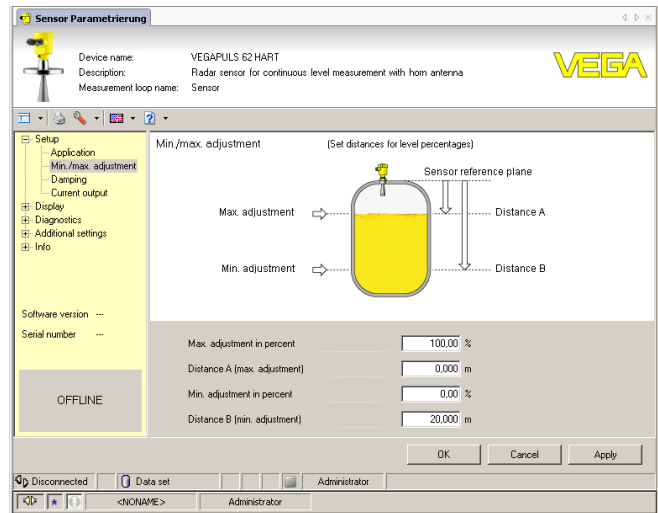 Sensor Parametrierung
Device name: VEGAPULS 62 HART
Description: Radar sensor for continuous level measurement with horn antenna
Measurement loop name: Sensor
VEGA
Setup
Application
Min./max. adjustment
Damping
Current output
Display
Diagnostics
Additional settings
Info
Software version ---
Serial number ---
OFFLINE
Min./max. adjustment (Set distances for level percentages)
Sensor reference plane
Max. adjustment
Distance A
Min. adjustment
Distance B
Max. adjustment in percent 100,00 %
Distance A (max. adjustment) 0,000 m
Min. adjustment in percent 0,00 %
Distance B (min. adjustment) 20,000 m
OK Cancel Apply
Disconnected Data set Administrator
<NONAME> Administrator